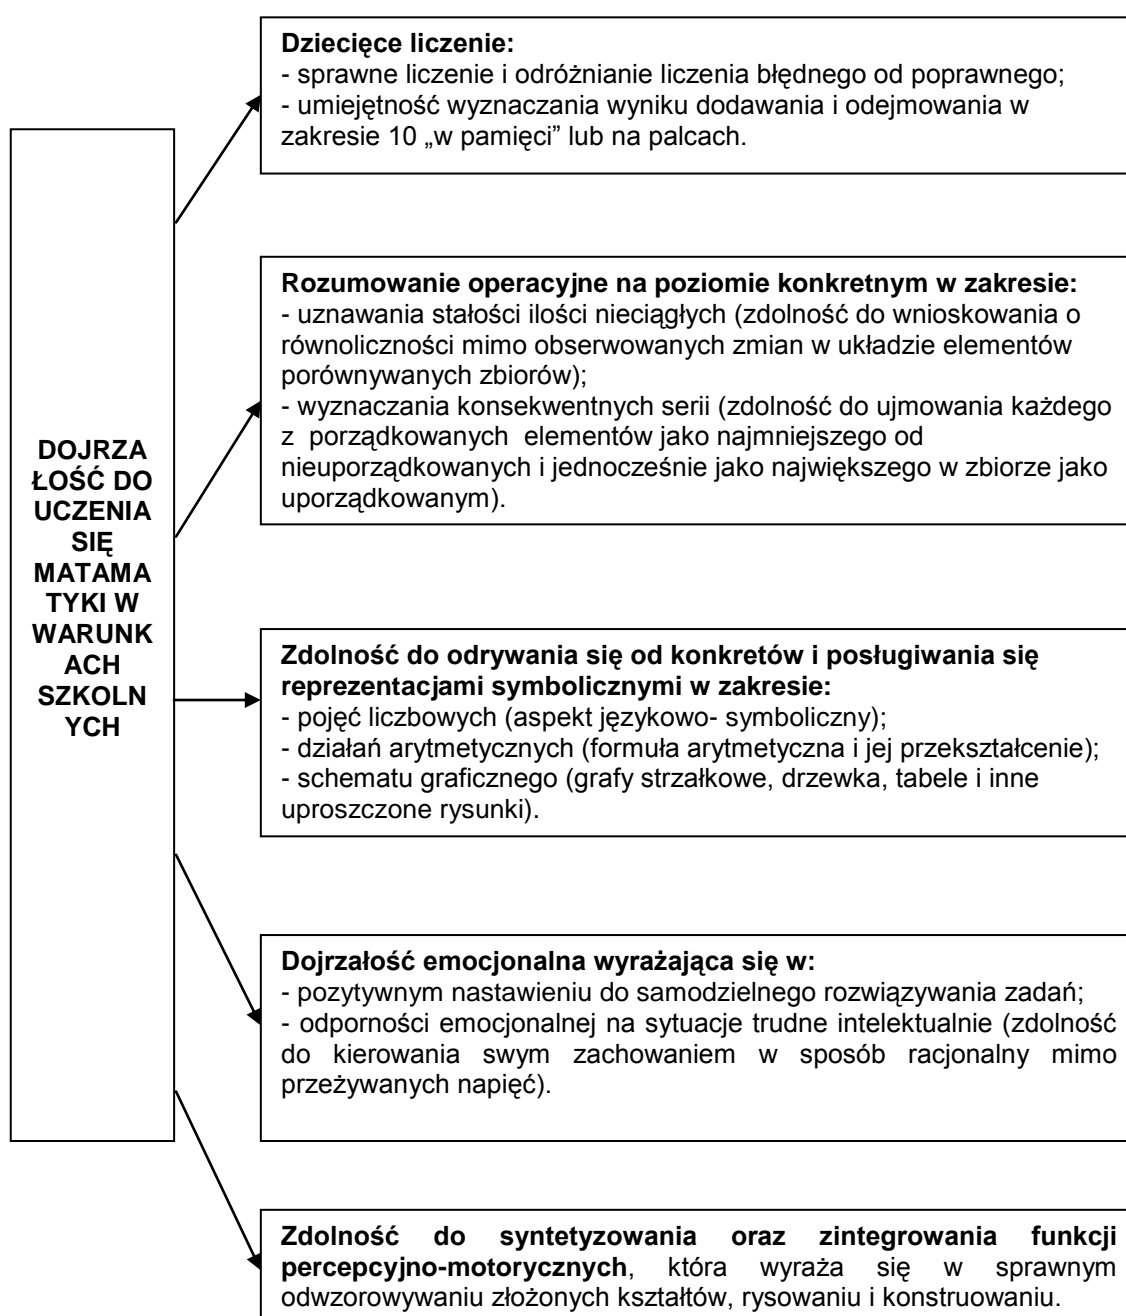 Dziecięce liczenie:
- sprawne liczenie i odróżnianie liczenia błędnego od poprawnego;
- umiejętność wyznaczania wyniku dodawania i odejmowania w
zakresie 10 „w pamięci” lub na palcach.
Rozumowanie operacyjne na poziomie konkretnym w zakresie:
- uznawania stałości ilości nieciągłych (zdolność do wnioskowania o
równoliczności mimo obserwowanych zmian w układzie elementów
porównywanych zbiorów);
- wyznaczania konsekwentnych serii (zdolność do ujmowania każdego
z porządkowanych elementów jako najmniejszego od
nieuporządkowanych i jednocześnie jako największego w zbiorze jako
uporządkowanym).
DOJRZA
ŁOŚĆ DO
UCZENIA
SIĘ
MATAMA
TYKI W
WARUNK
ACH
SZKOLN
YCH
Zdolność do odrywania się od konkretów i posługiwania się
reprezentacjami symbolicznymi w zakresie:
- pojęć liczbowych (aspekt językowo- symboliczny);
- działań arytmetycznych (formuła arytmetyczna i jej przekształcenie);
- schematu graficznego (grafy strzałkowe, drzewka, tabele i inne
uproszczone rysunki).
Dojrzałość emocjonalna wyrażająca się w:
- pozytywnym nastawieniu do samodzielnego rozwiązywania zadań;
- odporności emocjonalnej na sytuacje trudne intelektualnie (zdolność
do kierowania swym zachowaniem w sposób racjonalny mimo
przeżywanych napięć).
Zdolność do syntetyzowania oraz zintegrowania funkcji
percepcyjno-motorycznych, która wyraża się w sprawnym
odwzorowywaniu złożonych kształtów, rysowaniu i konstruowaniu.